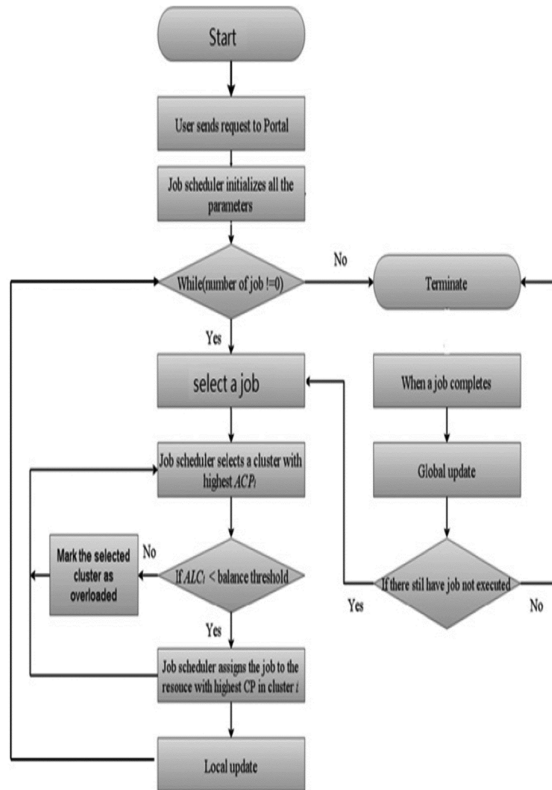 Start
User sends request to Portal
Job scheduler initializes all the
parameters
While(number of job !=0)
No
Terminate
Yes
select a job
When a job completes
Job scheduler selects a cluster with
highest ACPi
Global update
Mark the selected
cluster as
overloaded
No
If ALCi < balance threshold
If there still have job not executed
Yes
No
Yes
Job scheduler assigns the job to the
resouce with highest CP in cluster i
Local update